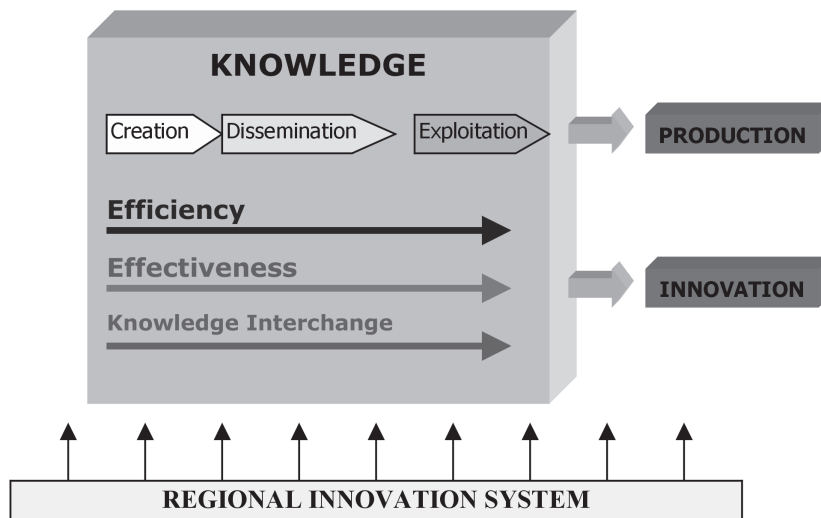 KNOWLEDGE
Creation Dissemination Exploitation
PRODUCTION
Efficiency
Effectiveness
INNOVATION
Knowledge Interchange
REGIONAL INNOVATION SYSTEM